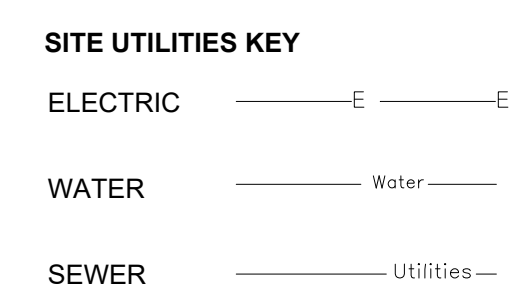 SITE UTILITIES KEY
ELECTRIC E E
WATER Water
SEWER Utilities